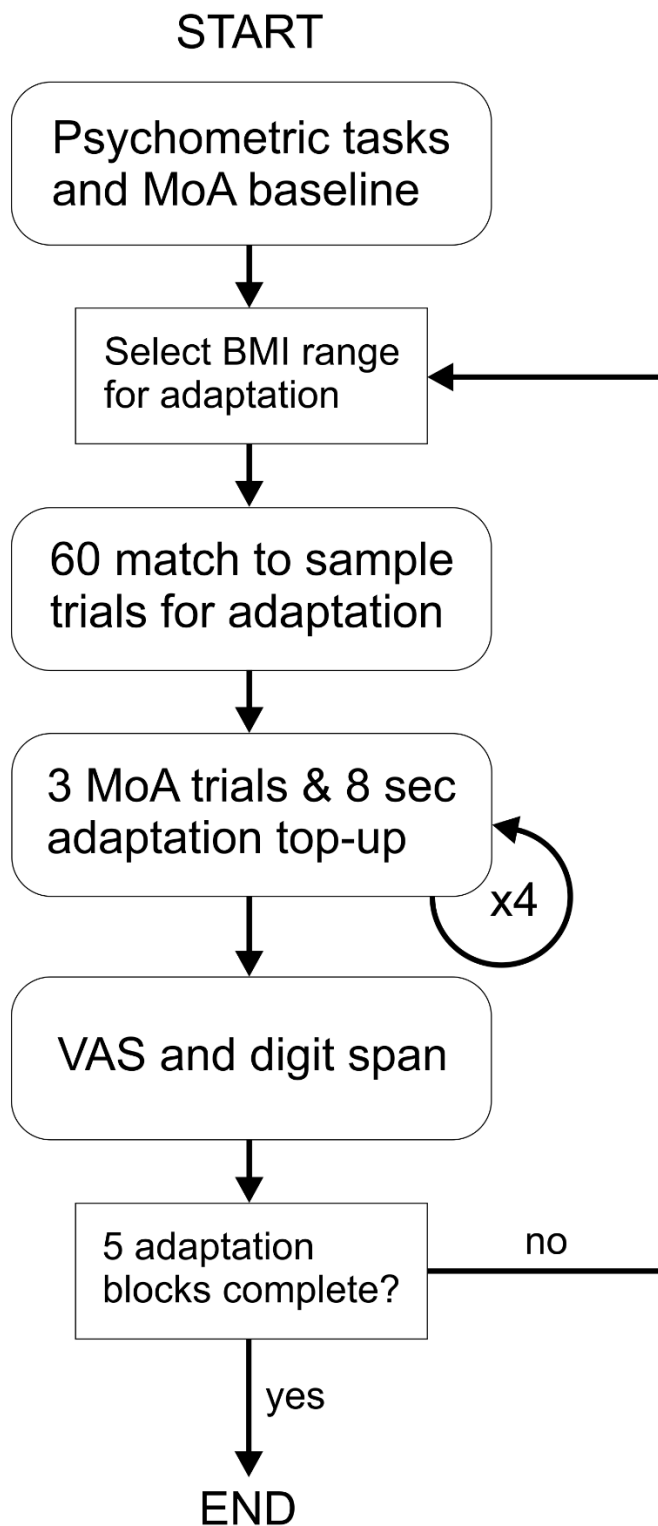 START
Psychometric tasks
and MoA baseline
Select BMI range
for adaptation
60 match to sample
trials for adaptation
3 MoA trials & 8 sec
adaptation top-up
x4
VAS and digit span
5 adaptation
blocks complete?
no
yes
END